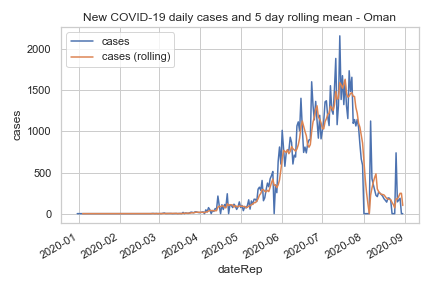 New COVID-19 daily cases and 5 day rolling mean - Oman
cases
cases (rolling)
2000
1500
1000
500
0
cases
2020-01
2020-02
2020-03
2020-04
2020-05
2020-06
2020-07
2020-08
2020-09
dateRep